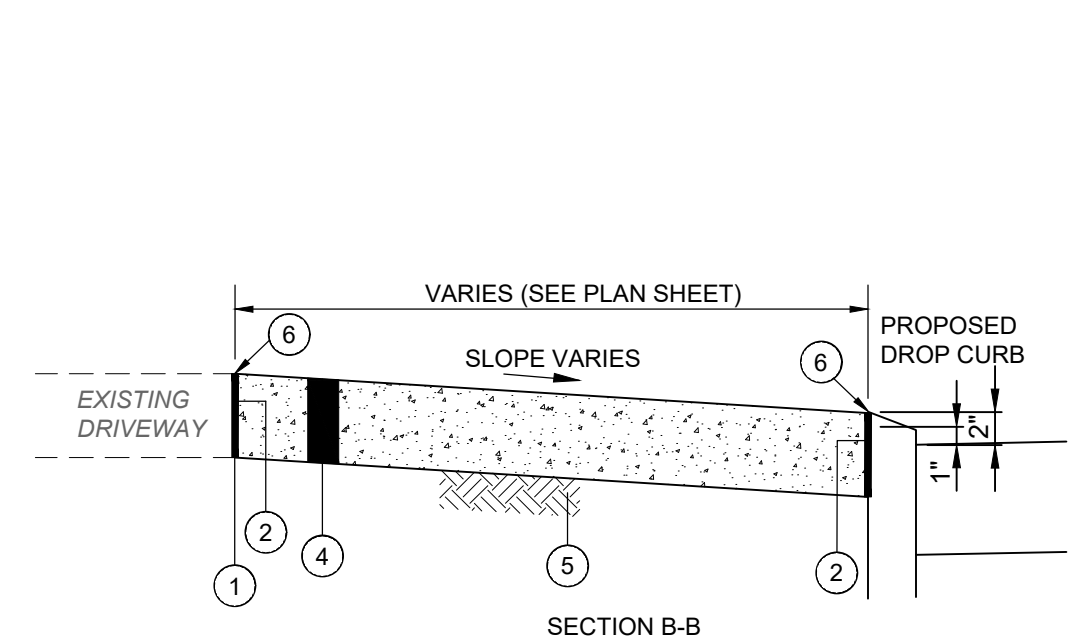 VARIES (SEE PLAN SHEET)
PROPOSED
DROP CURB
6
SLOPE VARIES
6
EXISTING
DRIVEWAY
2"
1"
2
4
5
2
1
SECTION B-B